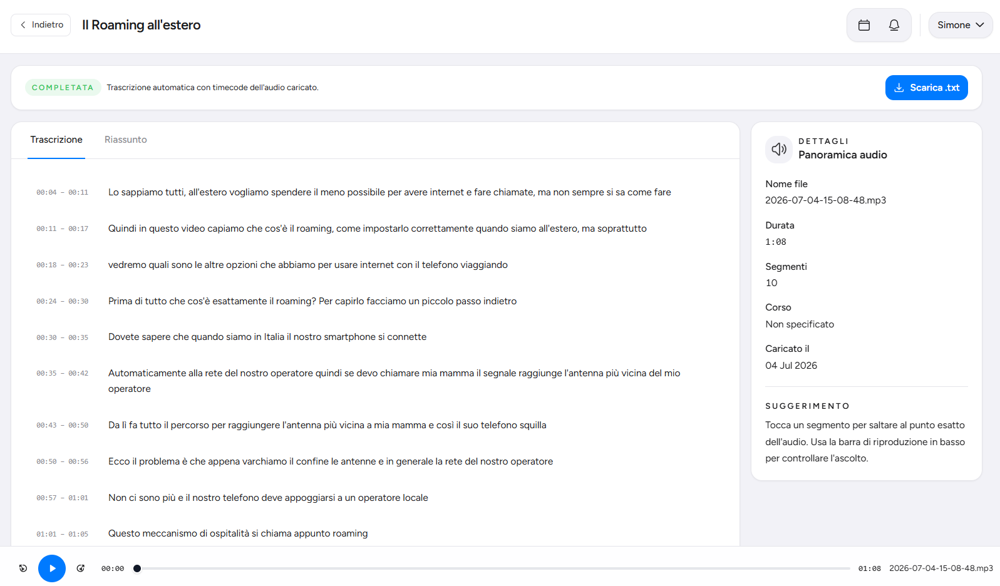 Indietro
Il Roaming all'estero
Simone
COMPLETATA
Trascrizione automatica con timecode dell'audio caricato.
Scarica .txt
Trascrizione
Riassunto
00:04 – 00:11 Lo sappiamo tutti, all'estero vogliamo spendere il meno possibile per avere internet e fare chiamate, ma non sempre si sa come fare
00:11 – 00:17 Quindi in questo video capiamo che cos'è il roaming, come impostarlo correttamente quando siamo all'estero, ma soprattutto
00:18 – 00:23 vedremo quali sono le altre opzioni che abbiamo per usare internet con il telefono viaggiando
00:24 – 00:30 Prima di tutto che cos'è esattamente il roaming? Per capirlo facciamo un piccolo passo indietro
00:30 – 00:35 Dovete sapere che quando siamo in Italia il nostro smartphone si connette
00:35 – 00:42 Automaticamente alla rete del nostro operatore quindi se devo chiamare mia mamma il segnale raggiunge l'antenna più vicina del mio
operatore
00:43 – 00:50 Da lì fa tutto il percorso per raggiungere l'antenna più vicina a mia mamma e così il suo telefono squilla
00:50 – 00:56 Ecco il problema è che appena varchiamo il confine le antenne e in generale la rete del nostro operatore
00:57 – 01:01 Non ci sono più e il nostro telefono deve appoggiarsi a un operatore locale
01:01 – 01:05 Questo meccanismo di ospitalità si chiama appunto roaming
DETTAGLI
Panoramica audio
Nome file
2026-07-04-15-08-48.mp3
Durata
1:08
Segmenti
10
Corso
Non specificato
Caricato il
04 Jul 2026
SUGGERIMENTO
Tocca un segmento per saltare al punto esatto
dell'audio. Usa la barra di riproduzione in basso
per controllare l'ascolto.
00:00
01:08
2026-07-04-15-08-48.mp3